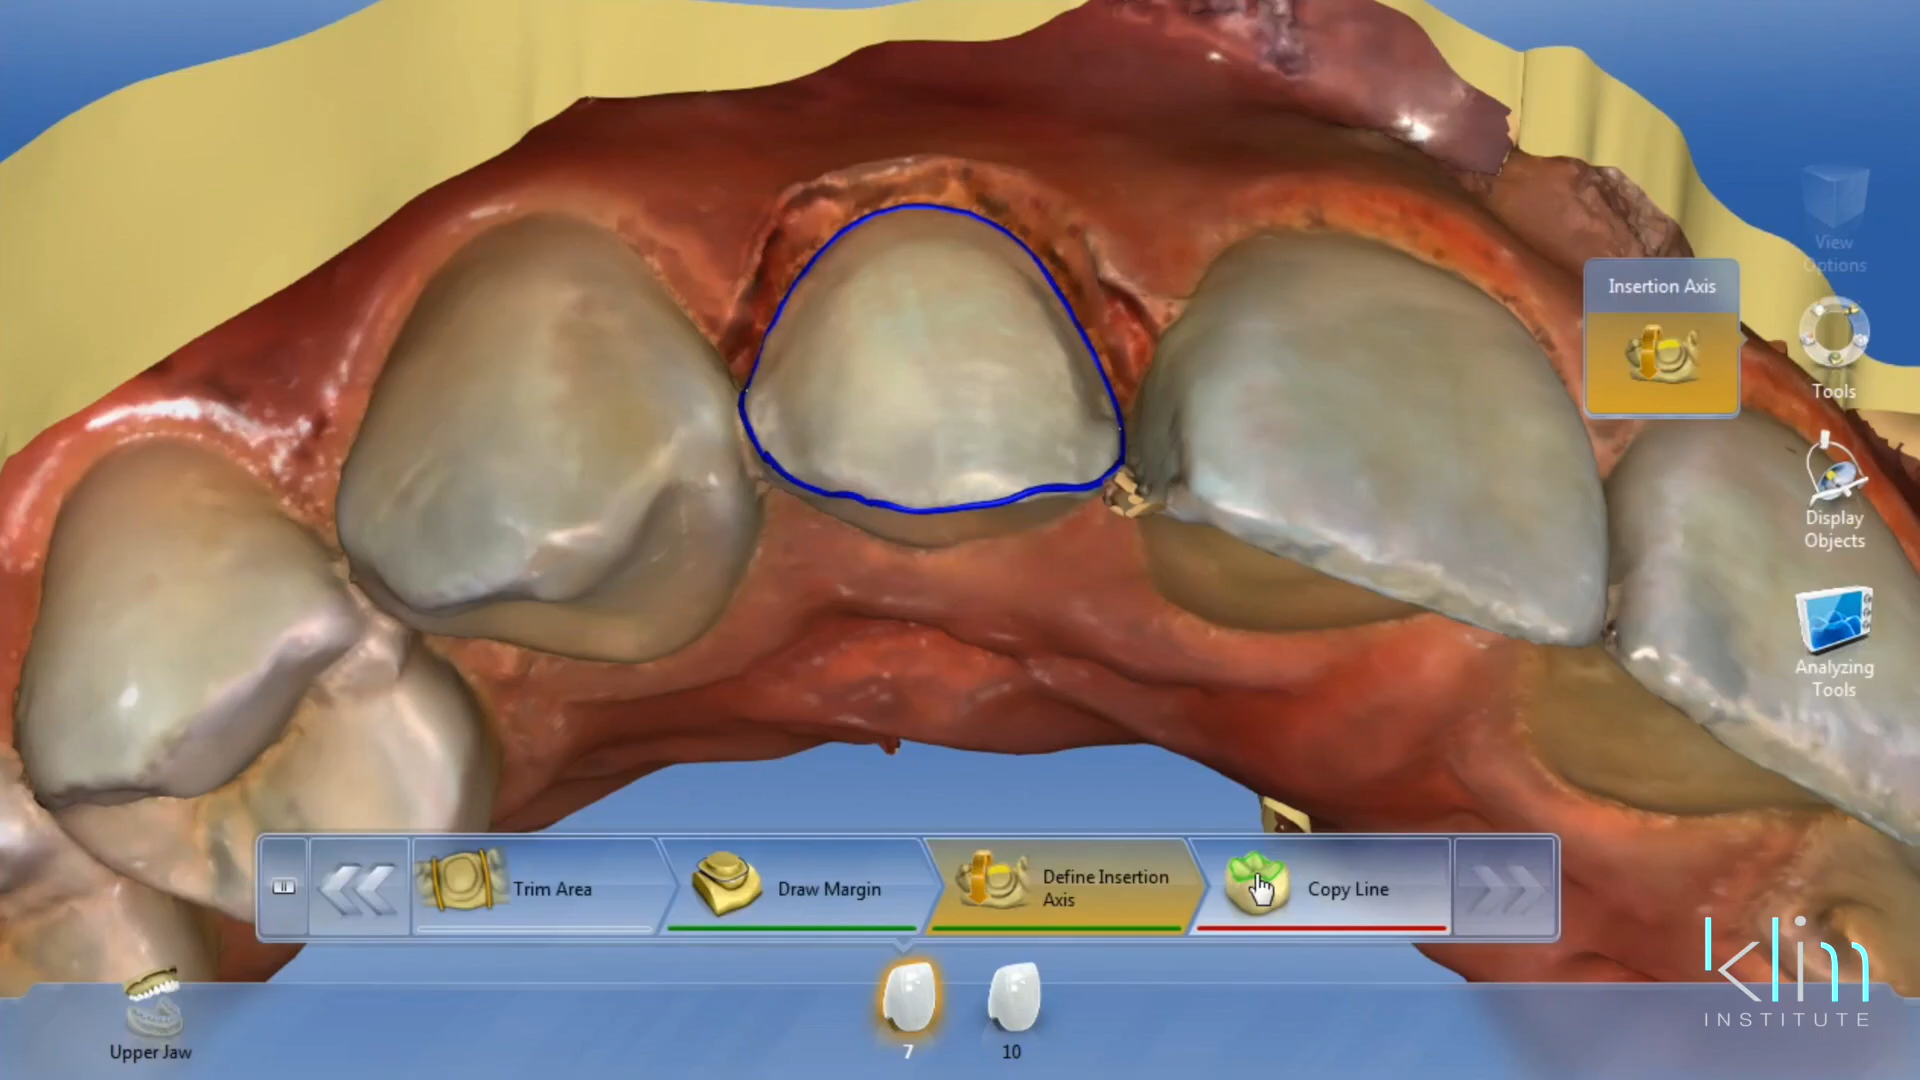 View
Options
Insertion Axis
Tools
Display
Objects
Analyzing
Tools
Trim Area
Draw Margin
Define Insertion
Axis
Copy Line
klim
INSTITUTE
Upper Jaw
7
10